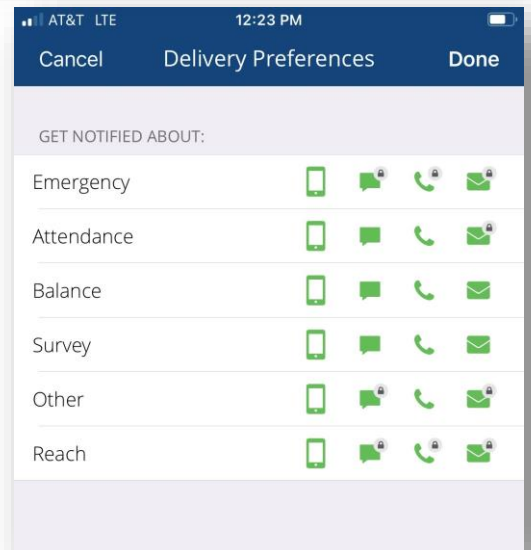 AT&T LTE 12:23 PM
Cancel Delivery Preferences Done
GET NOTIFIED ABOUT:
Emergency
Attendance
Balance
Survey
Other
Reach